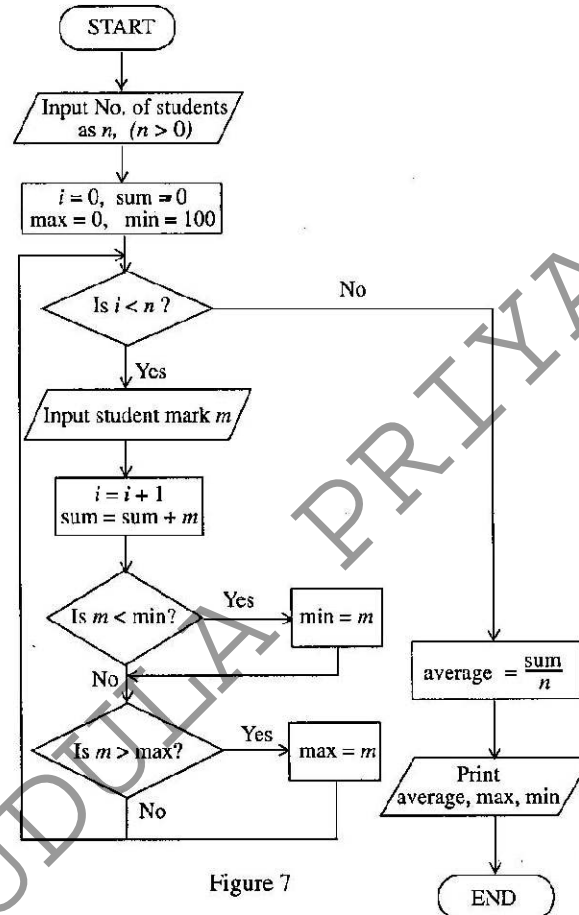 START
Input No. of students
as n, (n > 0)
i = 0, sum = 0
max = 0, min = 100
Is i < n ?
No
Yes
Input student mark m
i = i + 1
sum = sum + m
Is m < min?
Yes
min = m
No
Is m > max?
Yes
max = m
No
average = sum
n
Print
average, max, min
END
Figure 7
UDULA PRIYA